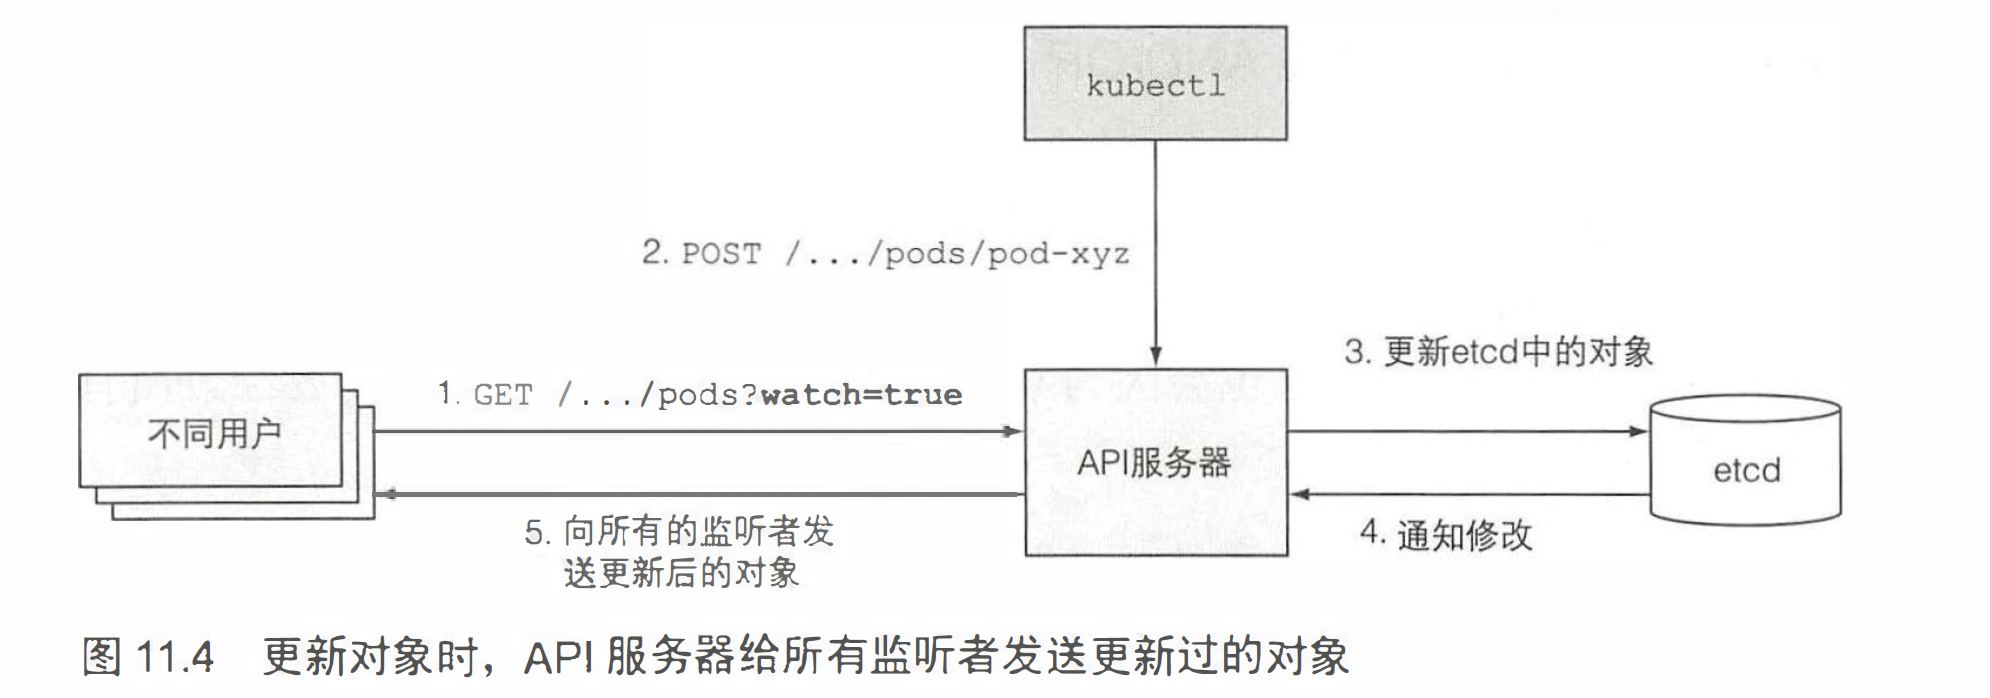 kubectl
2. POST /.../pods/pod-xyz
3. 更新etcd中的对象
1. GET /.../pods?watch=true
不同用户
API服务器
etcd
5. 向所有的监听者发
送更新后的对象
4. 通知修改
图 11.4 更新对象时，API 服务器给所有监听者发送更新过的对象